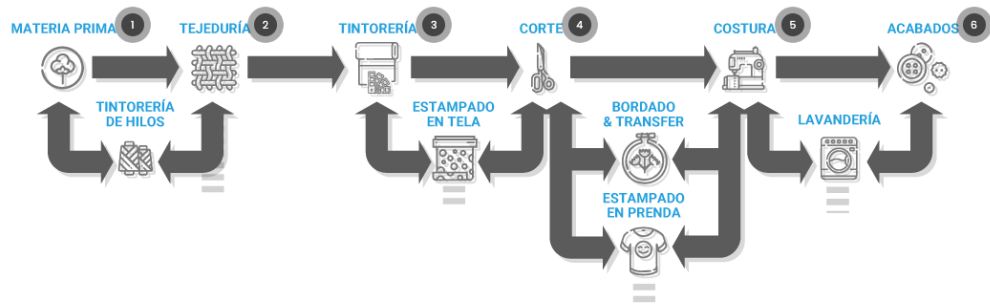 MATERIA PRIMA 1
TEJEDURÍA 2
TINTORERÍA 3
CORTE 4
COSTURA 5
ACABADOS 6
TINTORERÍA
DE HILOS
ESTAMPADO
EN TELA
BORDADO
& TRANSFER
LAVANDERÍA
ESTAMPADO
EN PRENDA